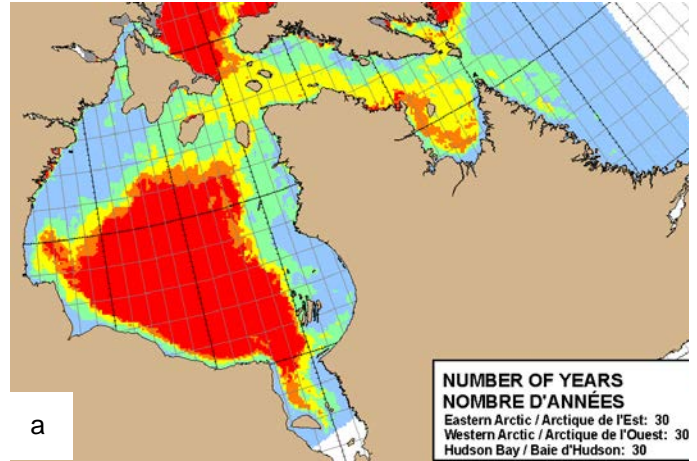 NUMBER OF YEARS
NOMBRE D'ANNÉES
Eastern Arctic / Arctique de l'Est: 30
Western Arctic / Arctique de l'Ouest: 30
Hudson Bay / Baie d'Hudson: 30
a